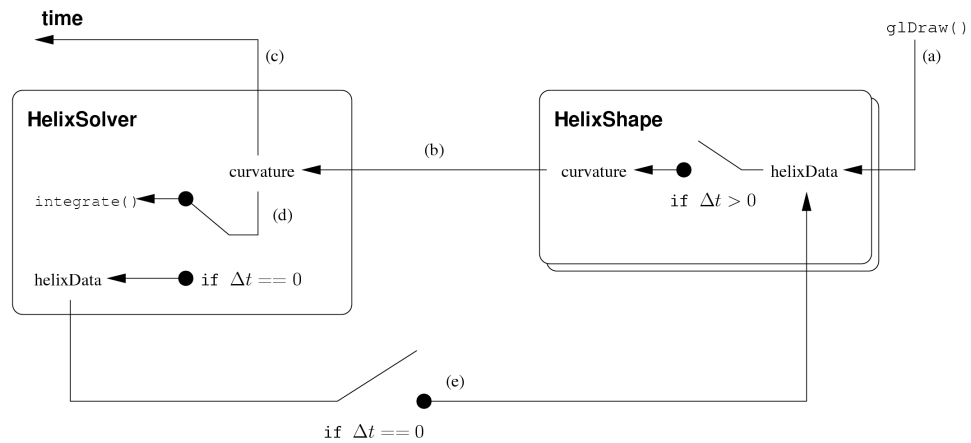 time
glDraw()
(c)
(a)
HelixSolver
HelixShape
(b)
curvature
curvature
helixData
integrate()
(d)
if Δt > 0
helixData
if Δt == 0
(e)
if Δt == 0